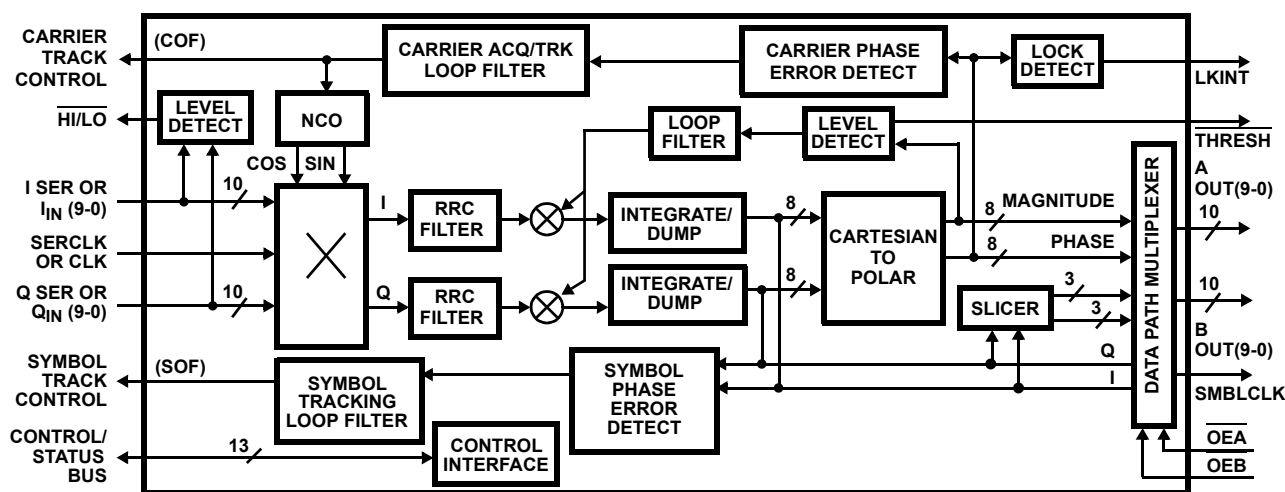 CARRIER
TRACK
CONTROL
(COF)
CARRIER ACQ/TRK
LOOP FILTER
CARRIER PHASE
ERROR DETECT
LOCK
DETECT
LKINT
HI/LO
LEVEL
DETECT
NCO
COS
SIN
LOOP
FILTER
LEVEL
DETECT
THRESH
I SER OR
I_IN (9-0)
10
I
RRC
FILTER
INTEGRATE/
DUMP
8
CARTESIAN
TO
POLAR
MAGNITUDE
8
PHASE
8
DATA PATH MULTIPLEXER
A
OUT(9-0)
10
SERCLK
OR CLK
Q SER OR
Q_IN (9-0)
10
Q
RRC
FILTER
INTEGRATE/
DUMP
8
SLICER
3
3
10
B
OUT(9-0)
Q
I
SMBLCLK
SYMBOL
TRACK
CONTROL
(SOF)
SYMBOL
TRACKING
LOOP FILTER
SYMBOL
PHASE
ERROR
DETECT
CONTROL/
STATUS
BUS
13
CONTROL
INTERFACE
OEA
OEB